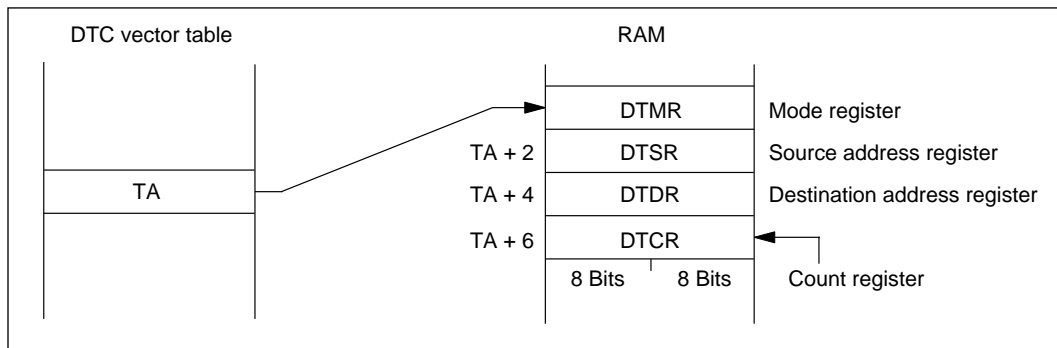 DTC vector table
RAM
DTMR
Mode register
TA + 2
DTSR
Source address register
TA
TA + 4
DTDR
Destination address register
TA + 6
DTCR
8 Bits
8 Bits
Count register